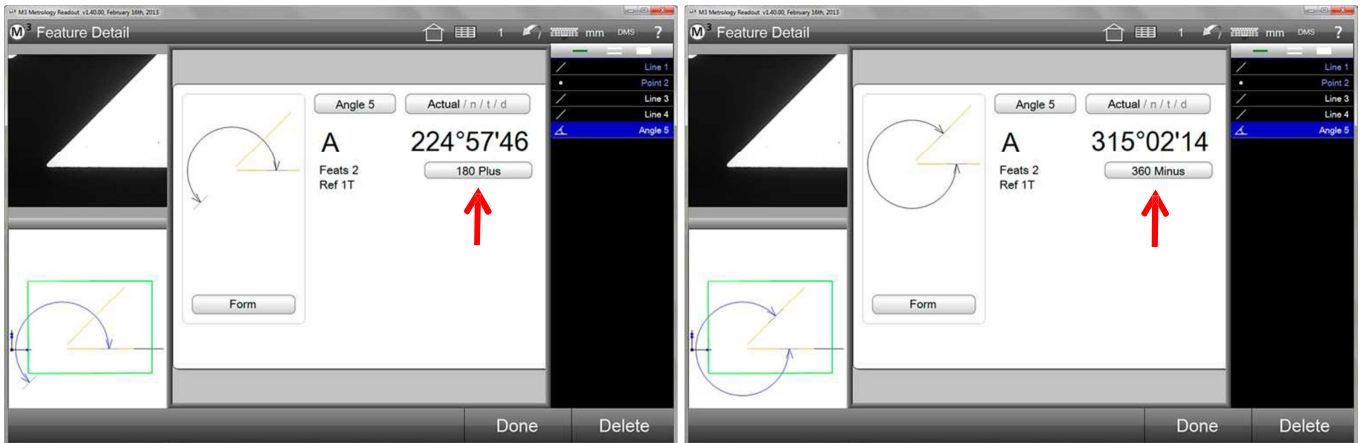 M3 Metrology Readout v1.40.00, February 16th, 2013
M³ Feature Detail
1 mm DMS ?
Line 1
Point 2
Line 3
Line 4
Angle 5
Angle 5
Actual / n / t / d
A
224°57'46
Feats 2
180 Plus
Ref 1T
Form
Done
Delete
M3 Metrology Readout v1.40.00, February 16th, 2013
M³ Feature Detail
1 mm DMS ?
Line 1
Point 2
Line 3
Line 4
Angle 5
Angle 5
Actual / n / t / d
A
315°02'14
Feats 2
360 Minus
Ref 1T
Form
Done
Delete